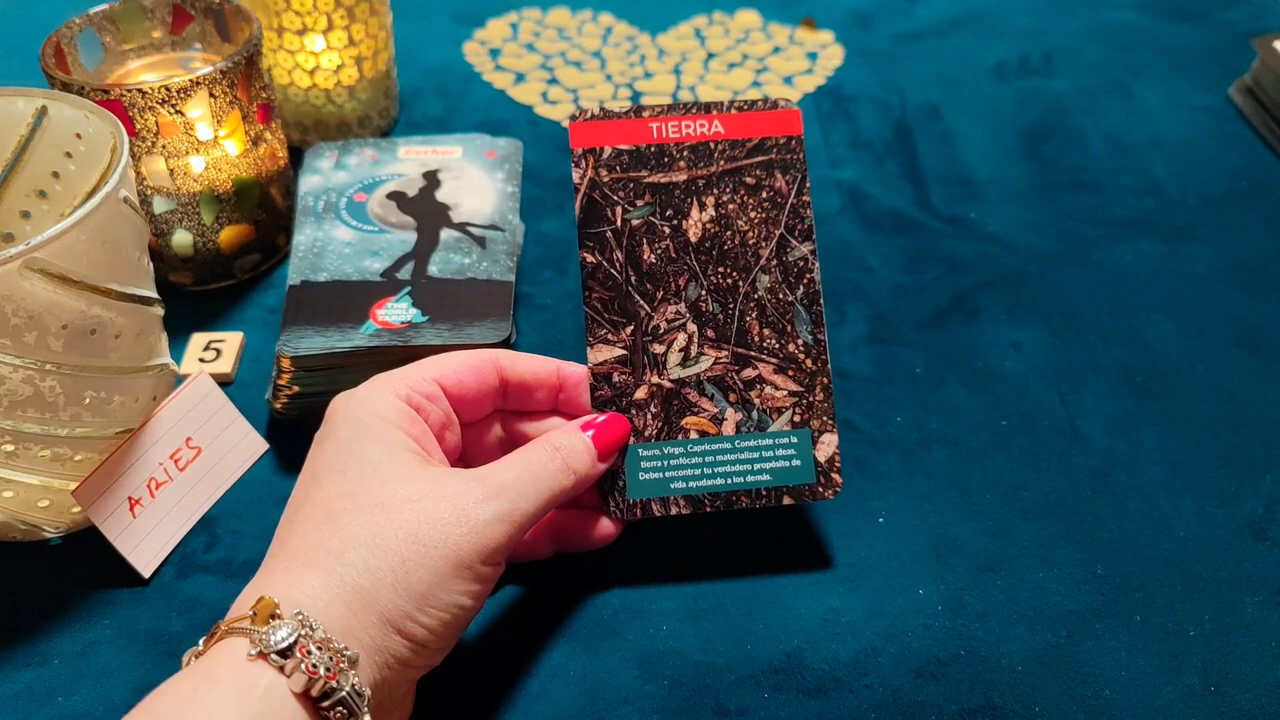 TIERRA
Tauro, Virgo, Capricornio. Conéctate con la
tierra y enfócate en materializar tus ideas.
Debes encontrar tu verdadero propósito de
vida ayudando a los demás.
THE
WORLD
TAROT
5
ARIES